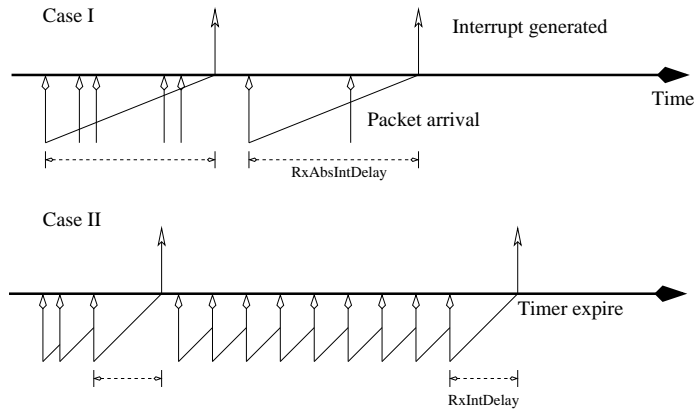 Case I
Interrupt generated
Time
Packet arrival
RxAbsIntDelay
Case II
Timer expire
RxIntDelay